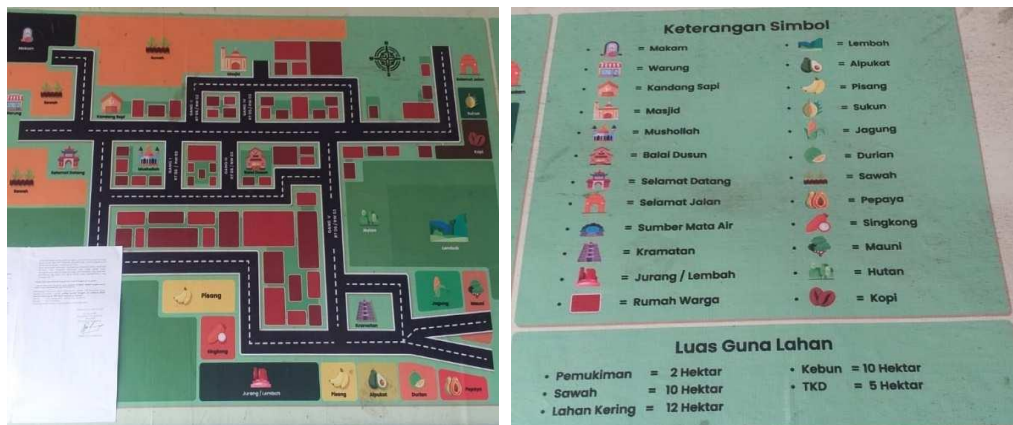 Makam
Sawah
Masjid
Selamat Jalan
Sawah
Warung
Kandang Sapi
Sukun
Kopi
Selamat Datang
Mushollah
Balai Dusun
Sawah
Hutan
Lembah
Pisang
Jagung
Mauni
Singkong
Kramatan
Jurang / Lembah
Pisang
Alpukat
Durian
Pepaya
Keterangan Simbol
= Makam
= Warung
= Kandang Sapi
= Masjid
= Mushollah
= Balai Dusun
= Selamat Datang
= Selamat Jalan
= Sumber Mata Air
= Kramatan
= Jurang / Lembah
= Rumah Warga
= Lembah
= Alpukat
= Pisang
= Sukun
= Jagung
= Durian
= Sawah
= Pepaya
= Singkong
= Mauni
= Hutan
= Kopi
Luas Guna Lahan
Pemukiman = 2 Hektar
Sawah = 10 Hektar
Lahan Kering = 12 Hektar
Kebun = 10 Hektar
TKD = 5 Hektar